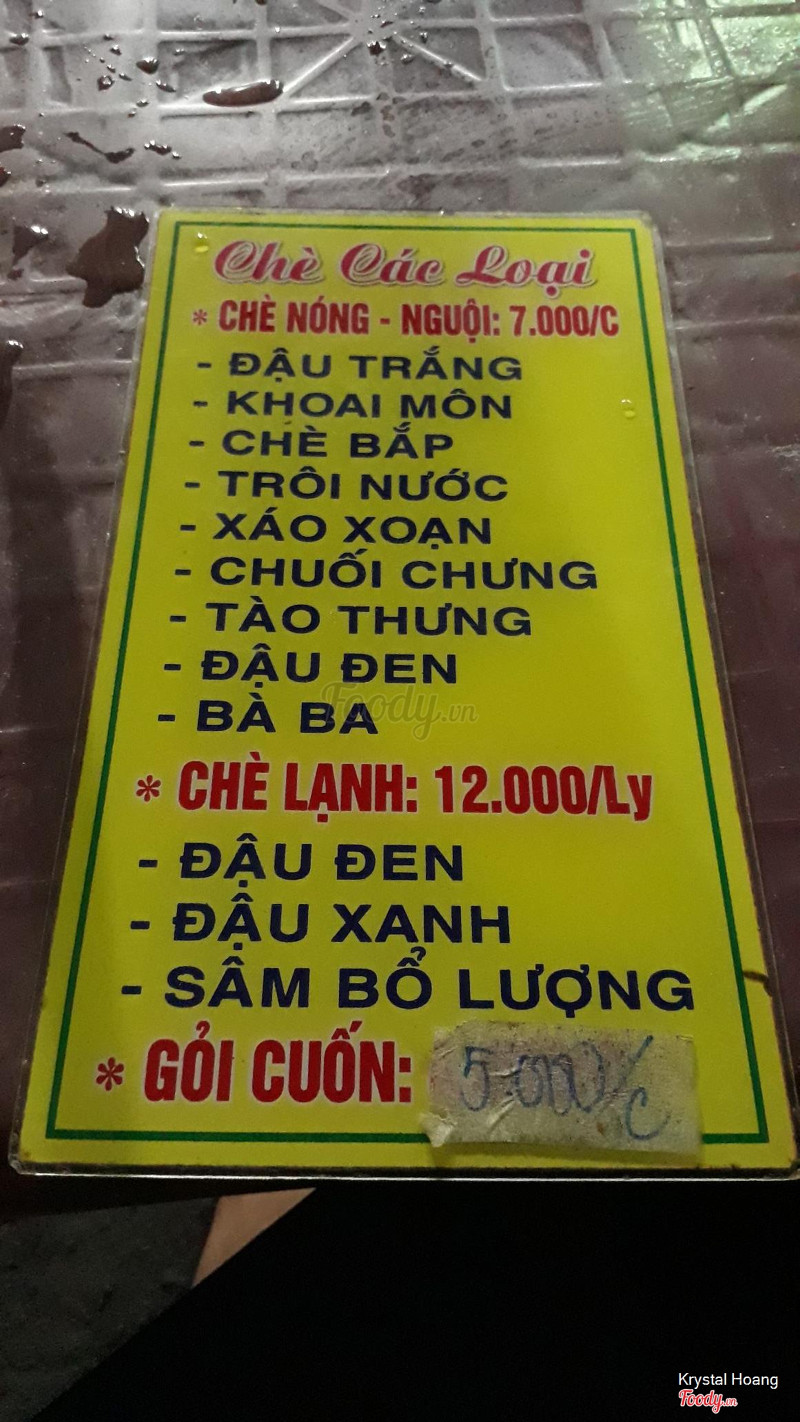 Chè Các Loại
* CHÈ NÓNG - NGUỘI: 7.000/C
- ĐẬU TRẮNG
- KHOAI MÔN
- CHÈ BẮP
- TRÔI NƯỚC
- XÁO XOẠN
- CHUỐI CHƯNG
- TÀO THƯNG
- ĐẬU ĐEN
- BÀ BA
Foody.vn
* CHÈ LẠNH: 12.000/Ly
- ĐẬU ĐEN
- ĐẬU XANH
- SÂM BỔ LƯỢNG
* GỎI CUỐN: 5.000/C
Krystal Hoang
Foody.vn